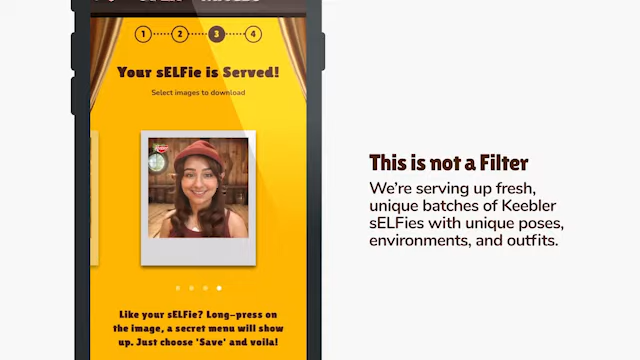 1 2 3 4
Your sELFie is Served!
Select images to download
Keebler
Like your sELFie? Long-press on
the image, a secret menu will show
up. Just choose 'Save' and voila!
This is not a Filter
We're serving up fresh,
unique batches of Keebler
sELFies with unique poses,
environments, and outfits.